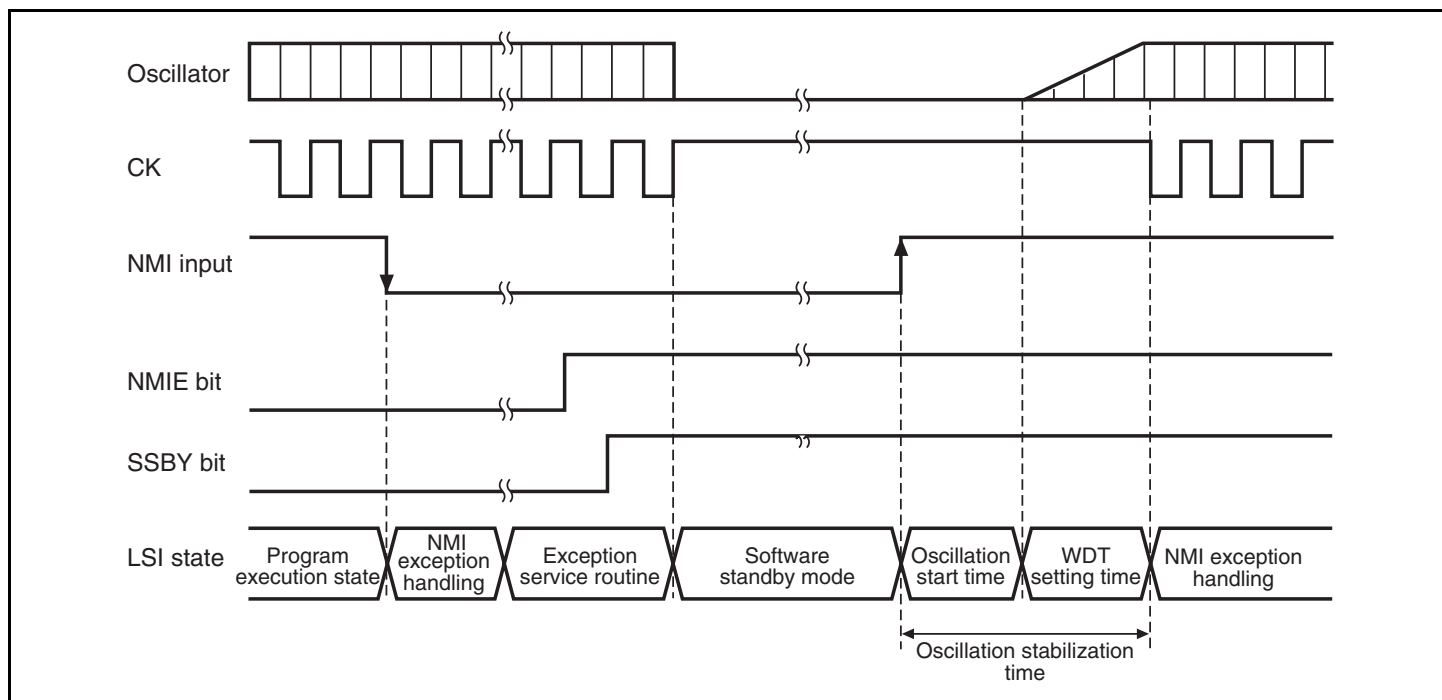 Oscillator
CK
NMI input
NMIE bit
SSBY bit
LSI state
Program
execution state
NMI
exception
handling
Exception
service routine
Software
standby mode
Oscillation
start time
WDT
setting time
NMI exception
handling
Oscillation stabilization
time